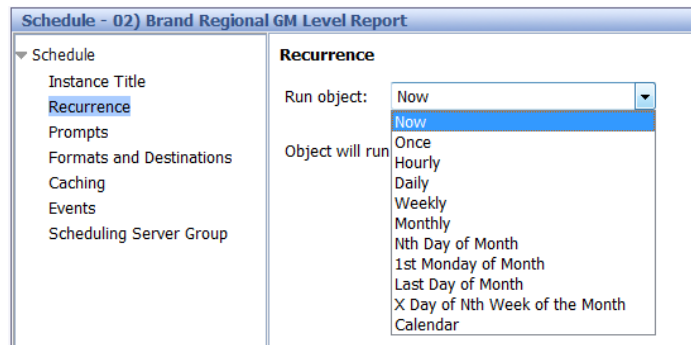 Schedule - 02) Brand Regional GM Level Report
Schedule
Instance Title
Recurrence
Prompts
Formats and Destinations
Caching
Events
Scheduling Server Group
Recurrence
Run object: Now
Now
Object will run
Once
Hourly
Daily
Weekly
Monthly
Nth Day of Month
1st Monday of Month
Last Day of Month
X Day of Nth Week of the Month
Calendar